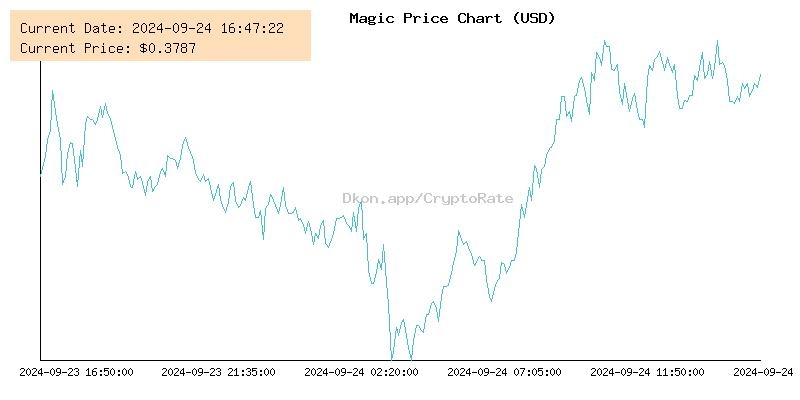 Magic Price Chart (USD)
Current Date: 2024-09-24 16:47:22
Current Price: $0.3787
Dkon.app/CryptoRate
2024-09-23 16:50:00 2024-09-23 21:35:00 2024-09-24 02:20:00 2024-09-24 07:05:00 2024-09-24 11:50:00 2024-09-24